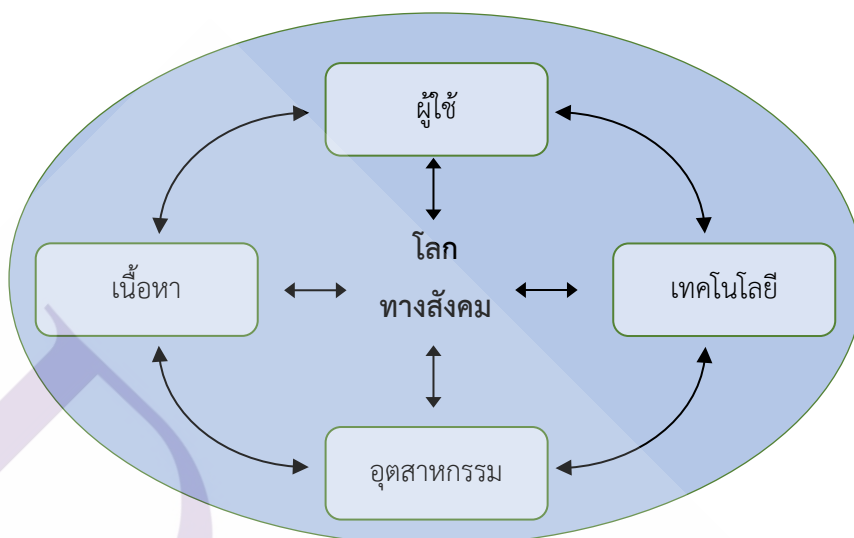 ผู้ใช้
โลก
เนื้อหา
เทคโนโลยี
ทางสังคม
อุตสาหกรรม